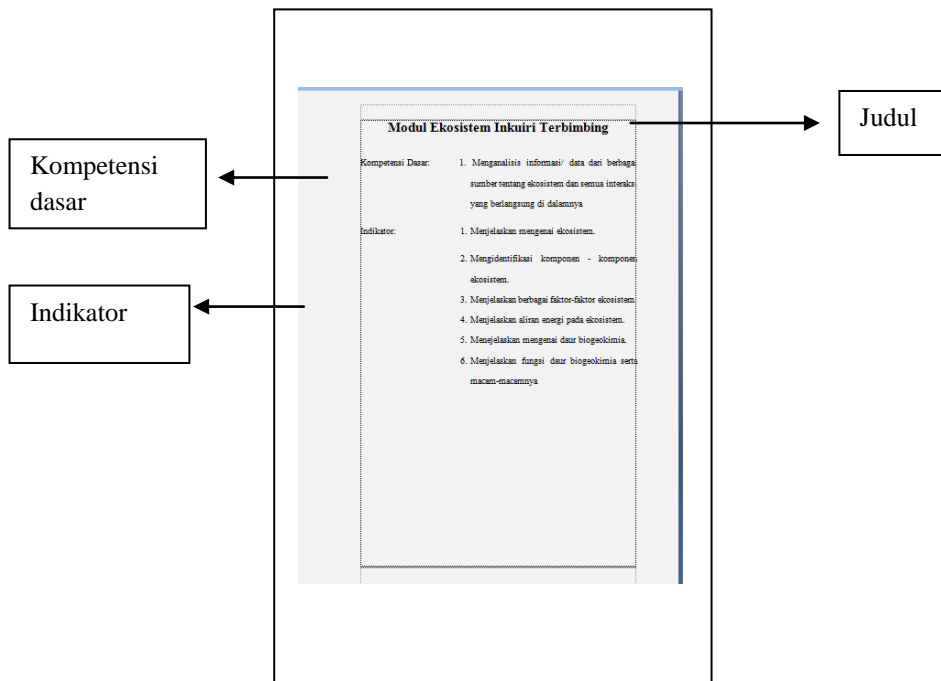 Modul Ekosistem Inkuiri Terbimbing
Judul
Kompetensi
dasar
Kompetensi Dasar: 1. Menganalisis informasi/ data dari berbaga
sumber tentang ekosistem dan semua interaks
yang berlangsung di dalamnya
Indikator: 1. Menjelaskan mengenai ekosistem.
2. Mengidentifikasi komponen - komponen
ekosistem.
Indikator
3. Menjelaskan berbagai faktor-faktor ekosistem
4. Menjelaskan aliran energi pada ekosistem.
5. Menejelaskan mengenai daur biogeokimia.
6. Menjelaskan fungsi daur biogeokimia serta
macam-macamnya